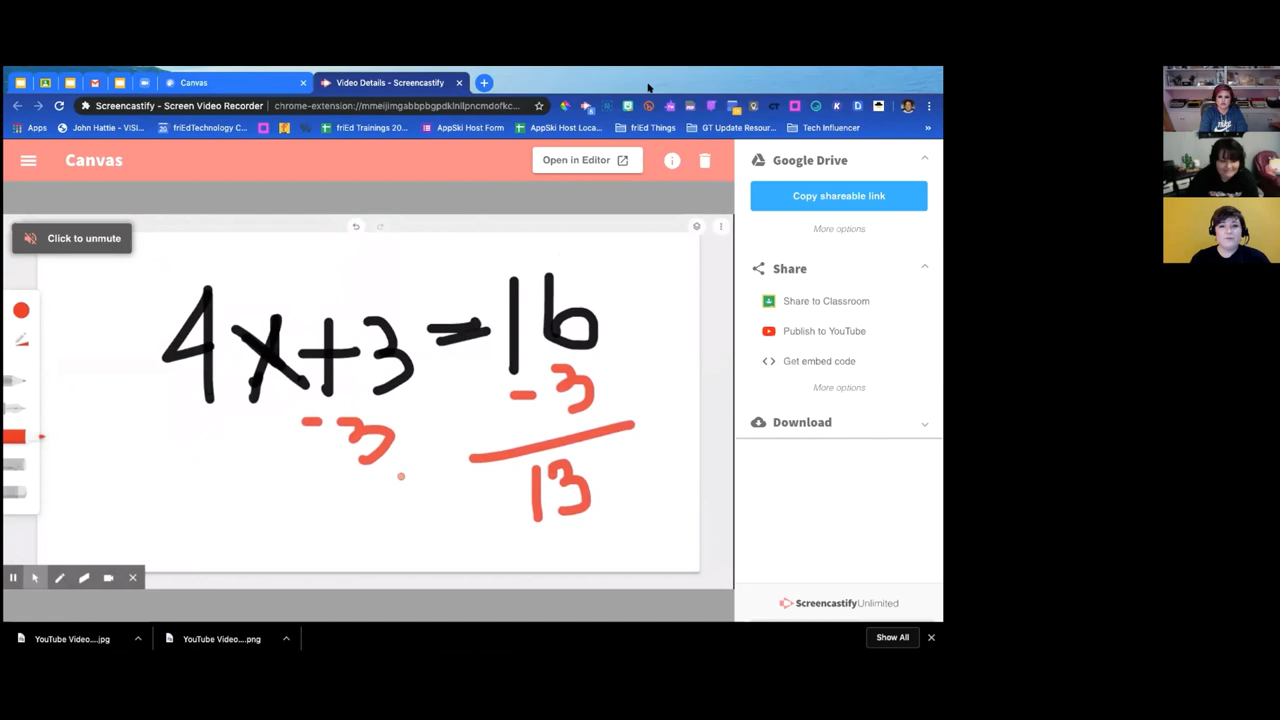 Canvas
Video Details - Screencastify
Screencastify - Screen Video Recorder
chrome-extension://mmeijimgabbpbgpdklnllpncmdofkc...
Apps
John Hattie - VISI...
friEdTechnology C...
friEd Trainings 20...
AppSki Host Form
AppSki Host Loca...
friEd Things
GT Update Resour...
Tech Influencer
»
Canvas
Open in Editor
Google Drive
Copy shareable link
More options
Click to unmute
Share
Share to Classroom
Publish to YouTube
Get embed code
More options
Download
4x+3=16
-3 -3
13
Screencastify Unlimited
YouTube Video....jpg
YouTube Video....png
Show All